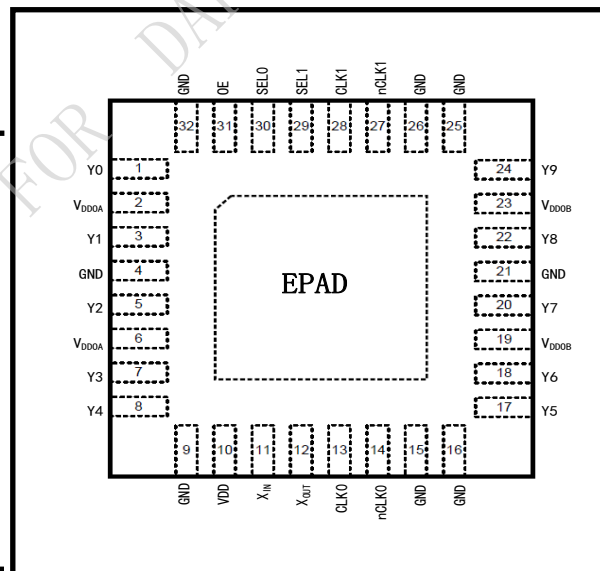 FOR DA
GND OE SEL0 SEL1 CLK1 nCLK1 GND GND
32 31 30 29 28 27 26 25
Y0 1 24 Y9
VDDOA 2 23 VDDOB
Y1 3 22 Y8
GND 4 21 GND
EPAD
Y2 5 20 Y7
VDDOA 6 19 VDDOB
Y3 7 18 Y6
Y4 8 17 Y5
9 10 11 12 13 14 15 16
GND VDD XIN XOUT CLK0 nCLK0 GND GND